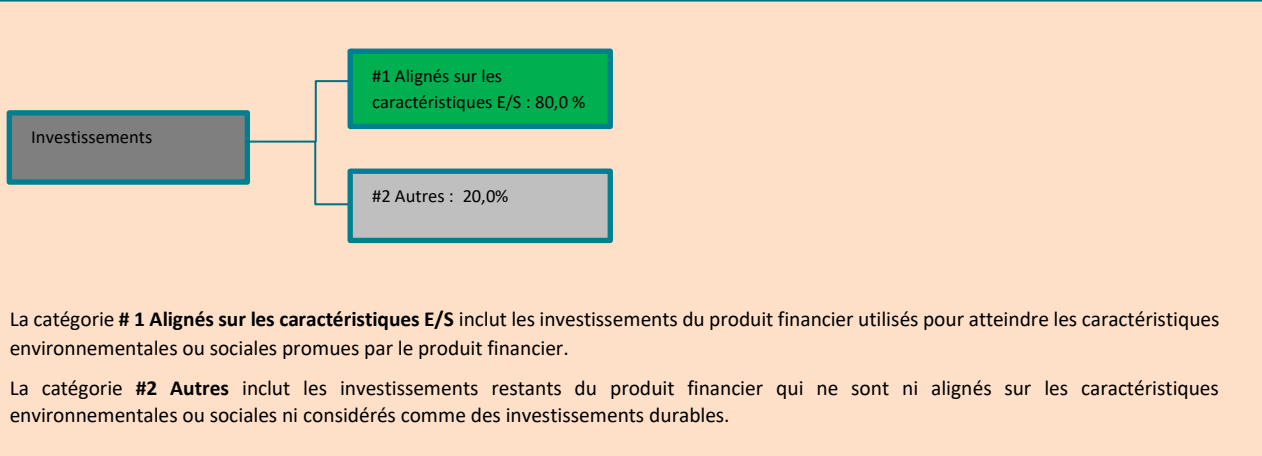 #1 Alignés sur les
caractéristiques E/S : 80,0 %
Investissements
#2 Autres : 20,0%
La catégorie # 1 Alignés sur les caractéristiques E/S inclut les investissements du produit financier utilisés pour atteindre les caractéristiques
environnementales ou sociales promues par le produit financier.
La catégorie #2 Autres inclut les investissements restants du produit financier qui ne sont ni alignés sur les caractéristiques
environnementales ou sociales ni considérés comme des investissements durables.